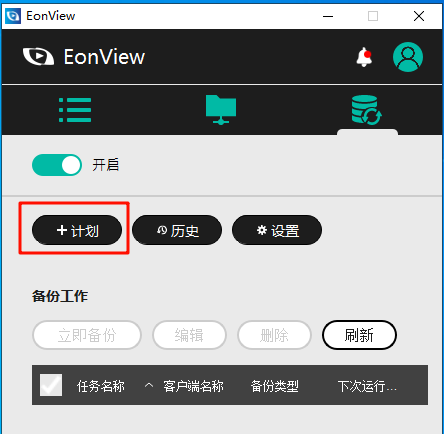 EonView
EonView
开启
计划 历史 设置
备份工作
立即备份 编辑 删除 刷新
任务名称 客户端名称 备份类型 下次运行...